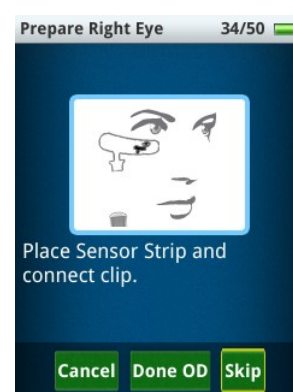 Prepare Right Eye 34/50
Place Sensor Strip and
connect clip.
Cancel Done OD Skip